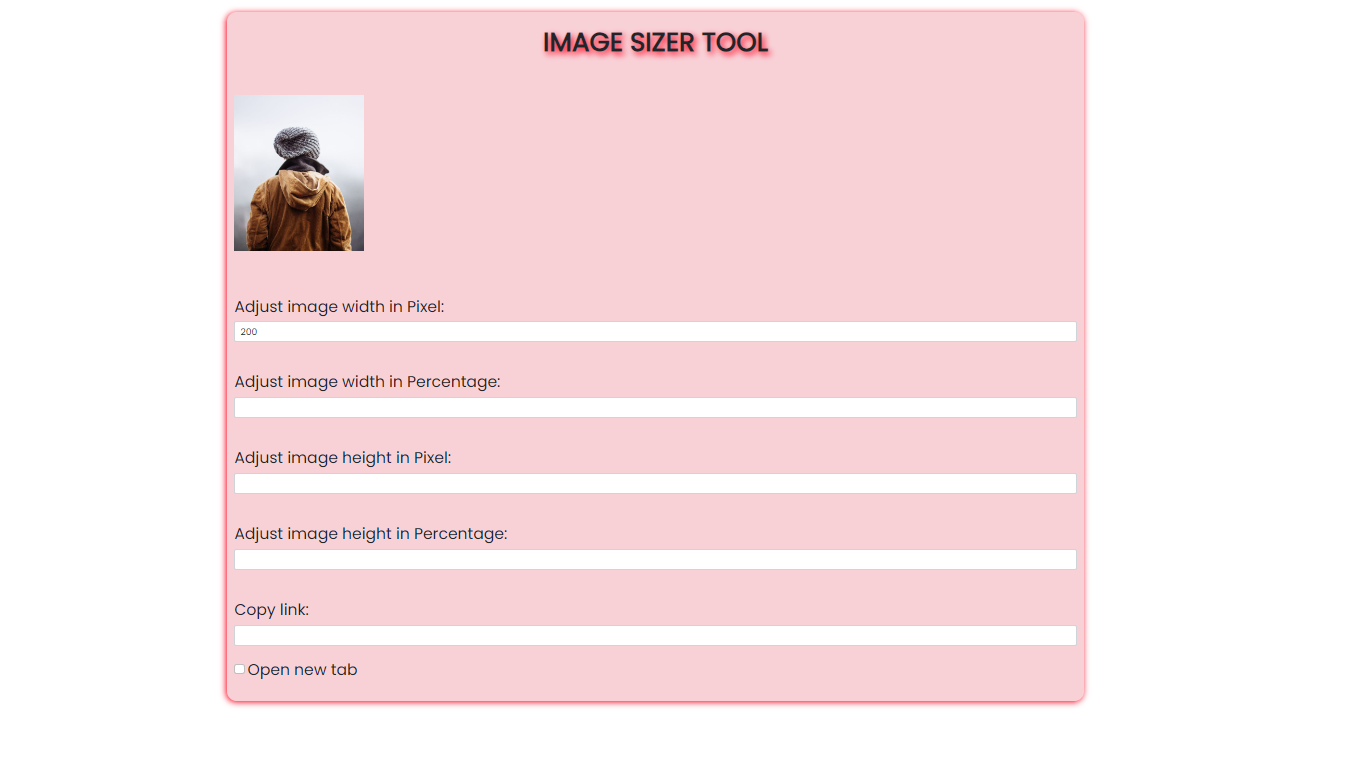 IMAGE SIZER TOOL
Adjust image width in Pixel:
200
Adjust image width in Percentage:
Adjust image height in Pixel:
Adjust image height in Percentage:
Copy link:
Open new tab